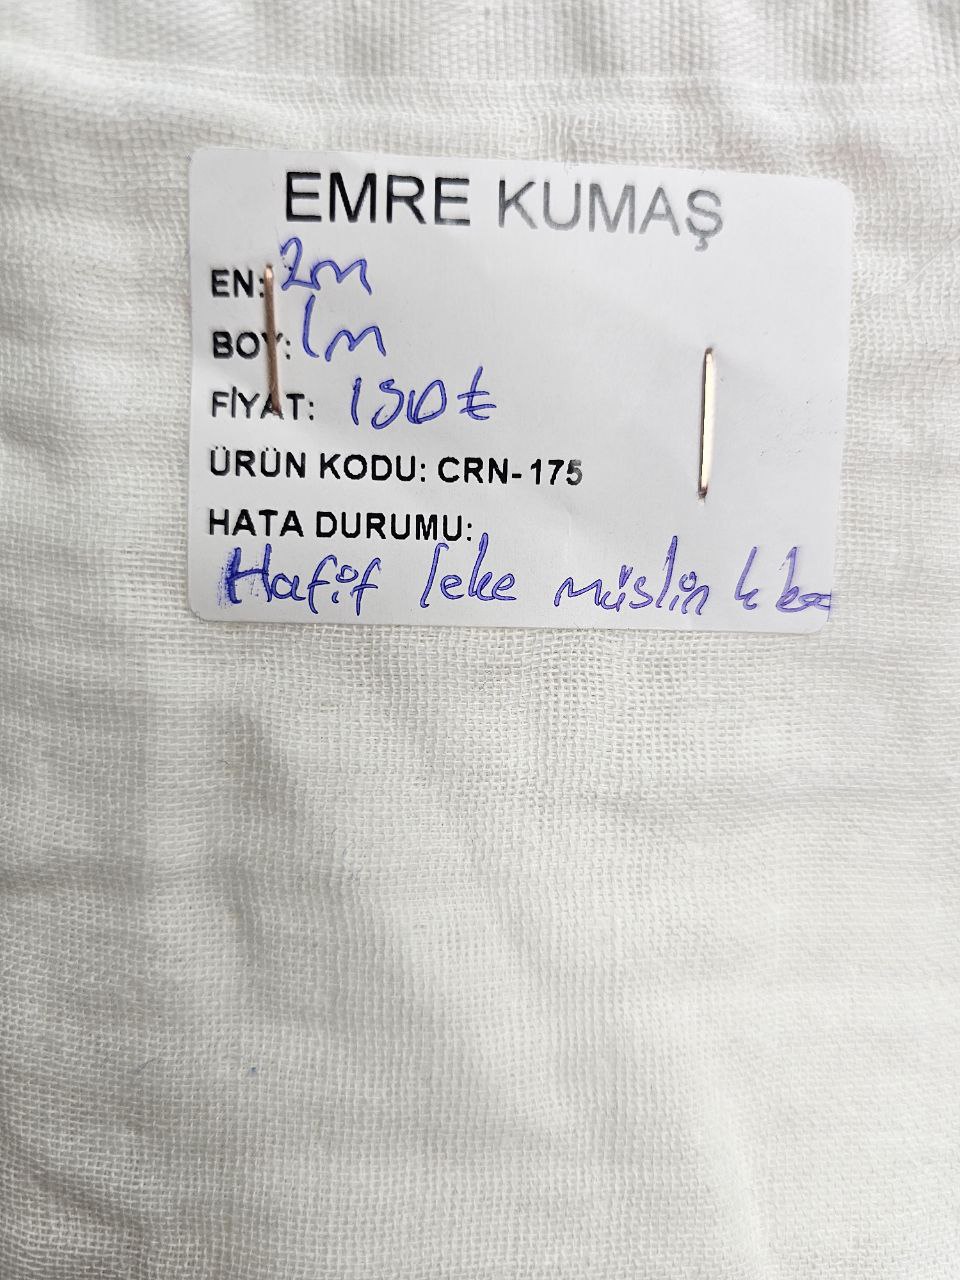 EMRE KUMAŞ
EN: 2m
BOY: 1m
FİYAT: 150₺
ÜRÜN KODU: CRN-175
HATA DURUMU:
Hafif leke müslin